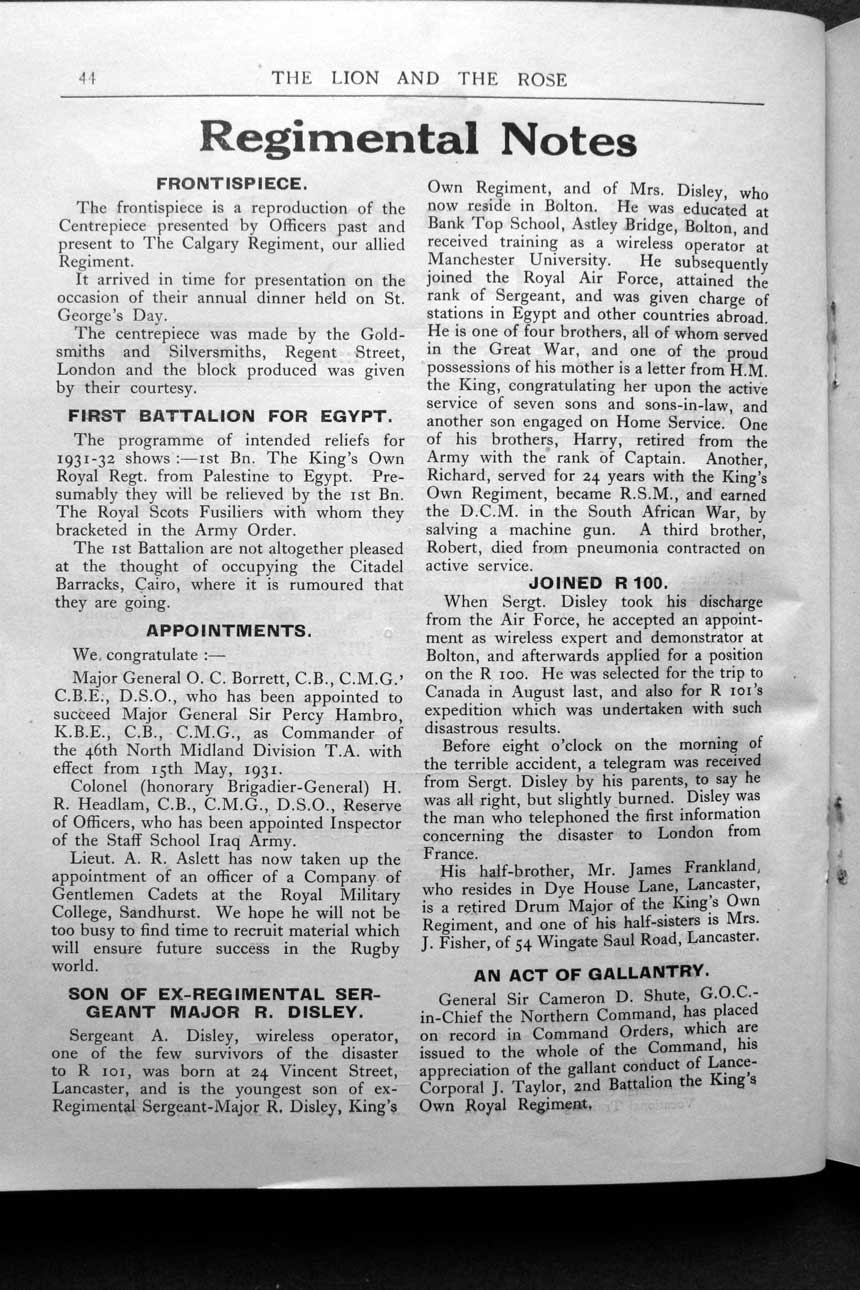 44
THE LION AND THE ROSE
Regimental Notes
FRONTISPIECE.
The frontispiece is a reproduction of the
Centrepiece presented by Officers past and
present to The Calgary Regiment, our allied
Regiment.
It arrived in time for presentation on the
occasion of their annual dinner held on St.
George's Day.
The centrepiece was made by the Gold-
smiths and Silversmiths, Regent Street,
London and the block produced was given
by their courtesy.
FIRST BATTALION FOR EGYPT.
The programme of intended reliefs for
1931-32 shows :—1st Bn. The King's Own
Royal Regt. from Palestine to Egypt. Pre-
sumably they will be relieved by the 1st Bn.
The Royal Scots Fusiliers with whom they
bracketed in the Army Order.
The 1st Battalion are not altogether pleased
at the thought of occupying the Citadel
Barracks, Cairo, where it is rumoured that
they are going.
APPOINTMENTS.
We congratulate :—
Major General O. C. Borrett, C.B., C.M.G.'
C.B.E., D.S.O., who has been appointed to
succeed Major General Sir Percy Hambro,
K.B.E., C.B., C.M.G., as Commander of
the 46th North Midland Division T.A. with
effect from 15th May, 1931.
Colonel (honorary Brigadier-General) H.
R. Headlam, C.B., C.M.G., D.S.O., Reserve
of Officers, who has been appointed Inspector
of the Staff School Iraq Army.
Lieut. A. R. Aslett has now taken up the
appointment of an officer of a Company of
Gentlemen Cadets at the Royal Military
College, Sandhurst. We hope he will not be
too busy to find time to recruit material which
will ensure future success in the Rugby
world.
SON OF EX-REGIMENTAL SER-
GEANT MAJOR R. DISLEY.
Sergeant A. Disley, wireless operator,
one of the few survivors of the disaster
to R 101, was born at 24 Vincent Street,
Lancaster, and is the youngest son of ex-
Regimental Sergeant-Major R. Disley, King's
Own Regiment, and of Mrs. Disley, who
now reside in Bolton. He was educated at
Bank Top School, Astley Bridge, Bolton, and
received training as a wireless operator at
Manchester University. He subsequently
joined the Royal Air Force, attained the
rank of Sergeant, and was given charge of
stations in Egypt and other countries abroad.
He is one of four brothers, all of whom served
in the Great War, and one of the proud
possessions of his mother is a letter from H.M.
the King, congratulating her upon the active
service of seven sons and sons-in-law, and
another son engaged on Home Service. One
of his brothers, Harry, retired from the
Army with the rank of Captain. Another,
Richard, served for 24 years with the King's
Own Regiment, became R.S.M., and earned
the D.C.M. in the South African War, by
salving a machine gun. A third brother,
Robert, died from pneumonia contracted on
active service.
JOINED R 100.
When Sergt. Disley took his discharge
from the Air Force, he accepted an appoint-
ment as wireless expert and demonstrator at
Bolton, and afterwards applied for a position
on the R 100. He was selected for the trip to
Canada in August last, and also for R 101's
expedition which was undertaken with such
disastrous results.
Before eight o'clock on the morning of
the terrible accident, a telegram was received
from Sergt. Disley by his parents, to say he
was all right, but slightly burned. Disley was
the man who telephoned the first information
concerning the disaster to London from
France.
His half-brother, Mr. James Frankland,
who resides in Dye House Lane, Lancaster,
is a retired Drum Major of the King's Own
Regiment, and one of his half-sisters is Mrs.
J. Fisher, of 54 Wingate Saul Road, Lancaster.
AN ACT OF GALLANTRY.
General Sir Cameron D. Shute, G.O.C.-
in-Chief the Northern Command, has placed
on record in Command Orders, which are
issued to the whole of the Command, his
appreciation of the gallant conduct of Lance-
Corporal J. Taylor, 2nd Battalion the King's
Own Royal Regiment.